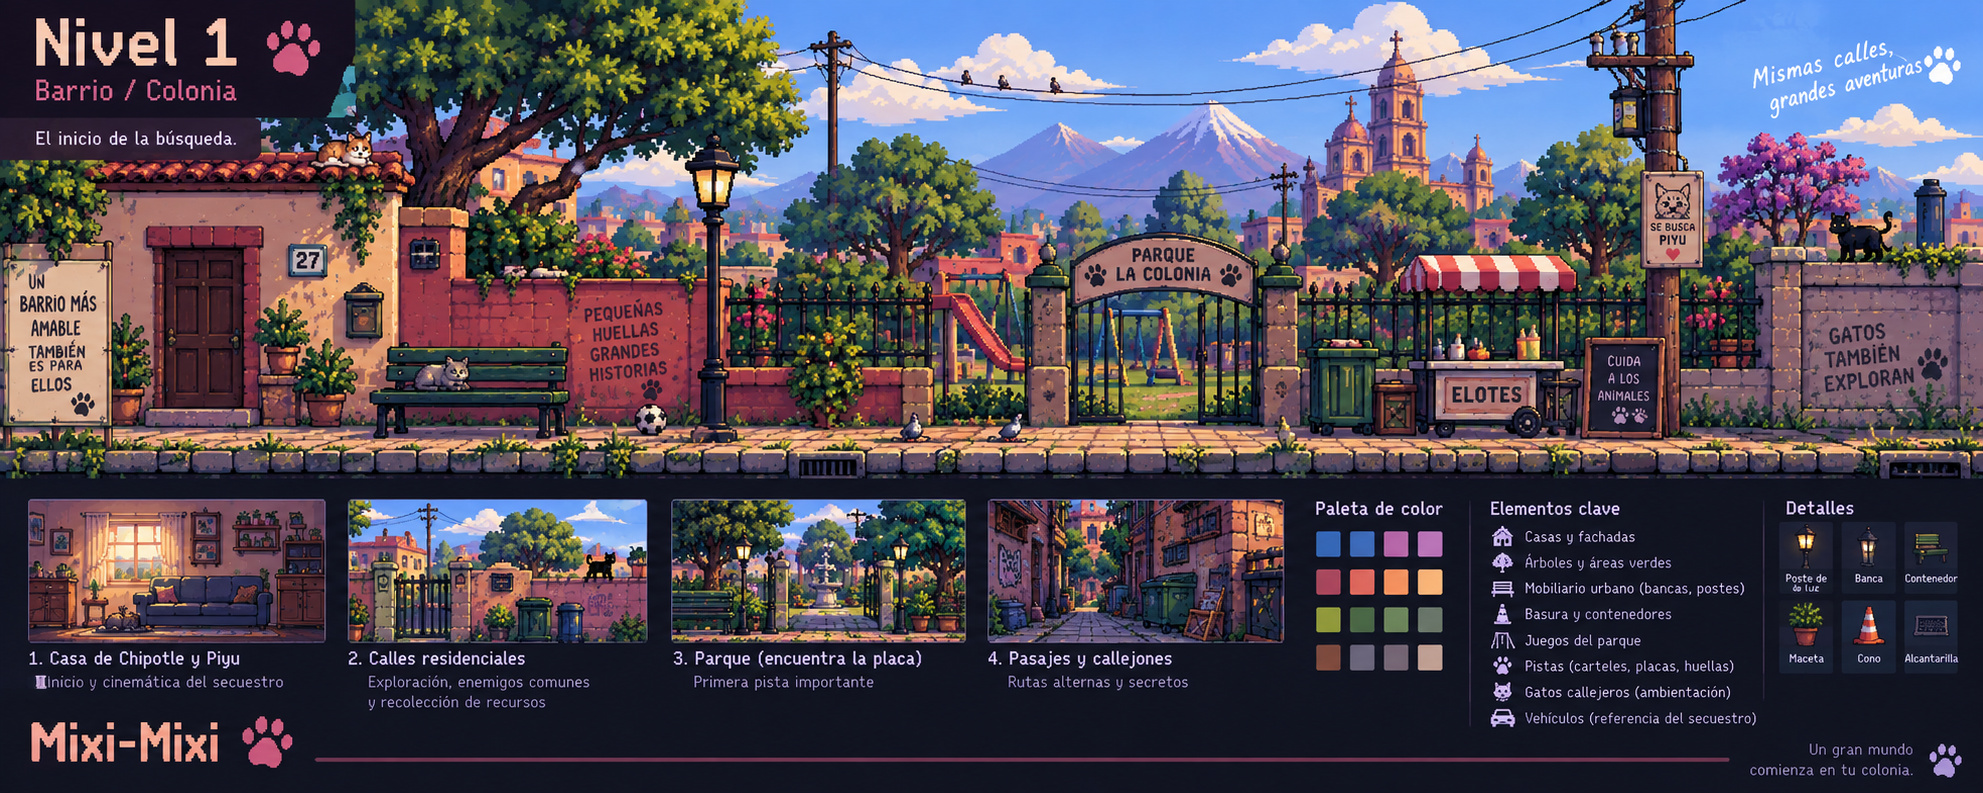 Nivel 1
Barrio / Colonia
El inicio de la búsqueda.
Mismas calles,
grandes aventuras
UN
BARRIO MÁS
AMABLE
TAMBIÉN
ES PARA
ELLOS
27
PEQUEÑAS
HUELLAS
GRANDES
HISTORIAS
PARQUE
LA COLONIA
ELOTES
CUIDA
A LOS
ANIMALES
SE BUSCA
PIYU
GATOS
TAMBIÉN
EXPLORAN
1. Casa de Chipotle y Piyu
Inicio y cinemática del secuestro
2. Calles residenciales
Exploración, enemigos comunes
y recolección de recursos
3. Parque (encuentra la placa)
Primera pista importante
4. Pasajes y callejones
Rutas alternas y secretos
Paleta de color
Elementos clave
Casas y fachadas
Árboles y áreas verdes
Mobiliario urbano (bancas, postes)
Basura y contenedores
Juegos del parque
Pistas (carteles, placas, huellas)
Gatos callejeros (ambientación)
Vehículos (referencia del secuestro)
Detalles
Poste de
luz
Banca
Contenedor
Maceta
Cono
Alcantarilla
Mixi-Mixi
Un gran mundo
comienza en tu colonia.